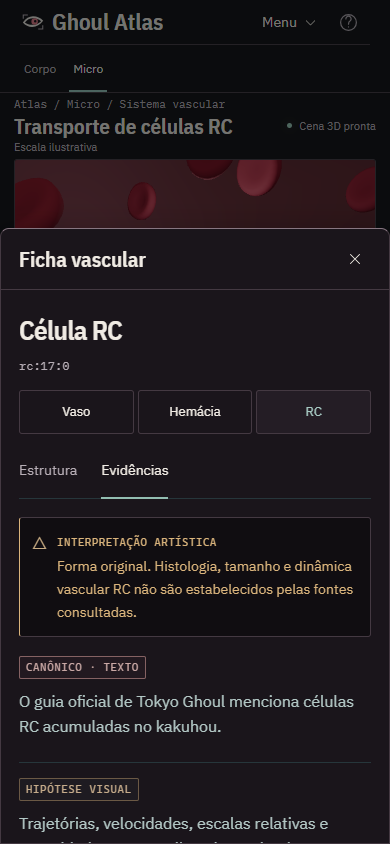 Ghoul Atlas
Menu
Corpo Micro
Atlas / Micro / Sistema vascular
Transporte de células RC
Cena 3D pronta
Escala ilustrativa
Ficha vascular
Célula RC
rc:17:0
Vaso Hemácia RC
Estrutura Evidências
INTERPRETAÇÃO ARTÍSTICA
Forma original. Histologia, tamanho e dinâmica
vascular RC não são estabelecidos pelas fontes
consultadas.
CANÔNICO · TEXTO
O guia oficial de Tokyo Ghoul menciona células
RC acumuladas no kakuhou.
HIPÓTESE VISUAL
Trajetórias, velocidades, escalas relativas e